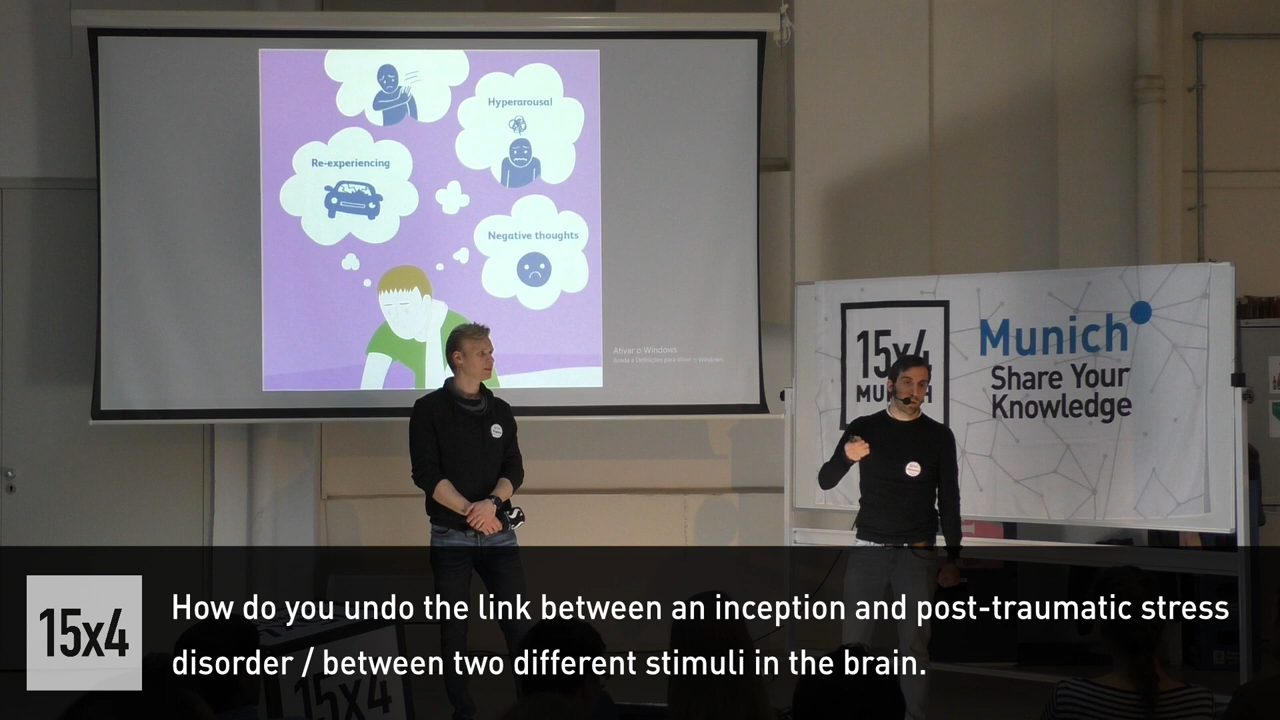 Hyperarousal
Re-experiencing
Negative thoughts
Ativar o Windows
15x4
MUNICH
Munich
Share Your
Knowledge
15x4
How do you undo the link between an inception and post-traumatic stress
disorder / between two different stimuli in the brain.
15x4